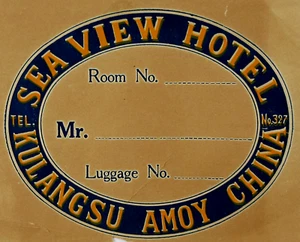 SEA VIEW HOTEL
Room No.
TEL. No. 327
Mr.
Luggage No.
KULANGSU AMOY CHINA